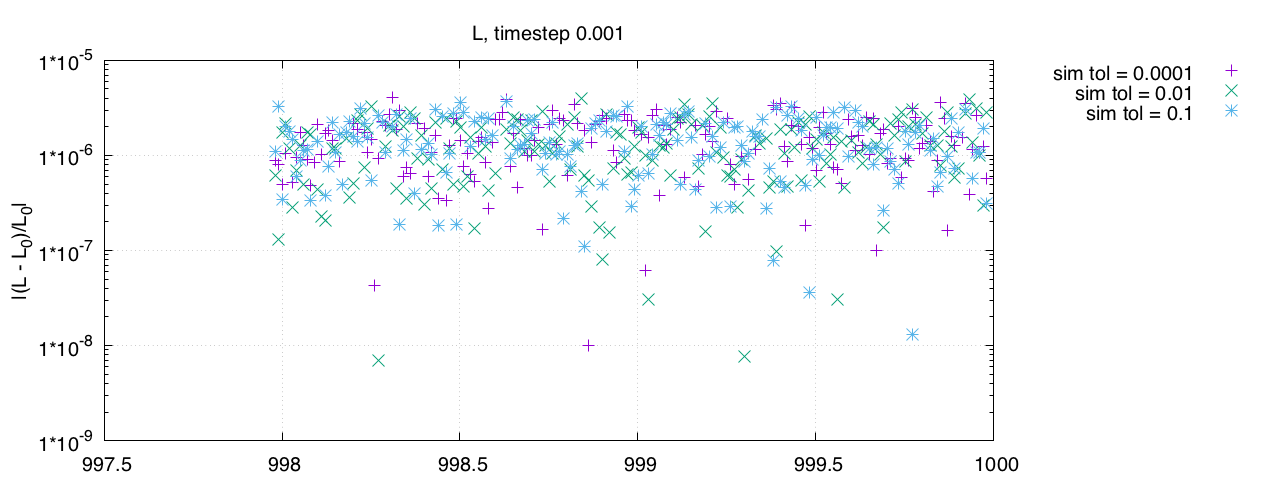 L, timestep 0.001
sim tol = 0.0001
sim tol = 0.01
sim tol = 0.1
|(L - L₀)/L₀|
1*10⁻⁵
1*10⁻⁶
1*10⁻⁷
1*10⁻⁸
1*10⁻⁹
997.5 998 998.5 999 999.5 1000